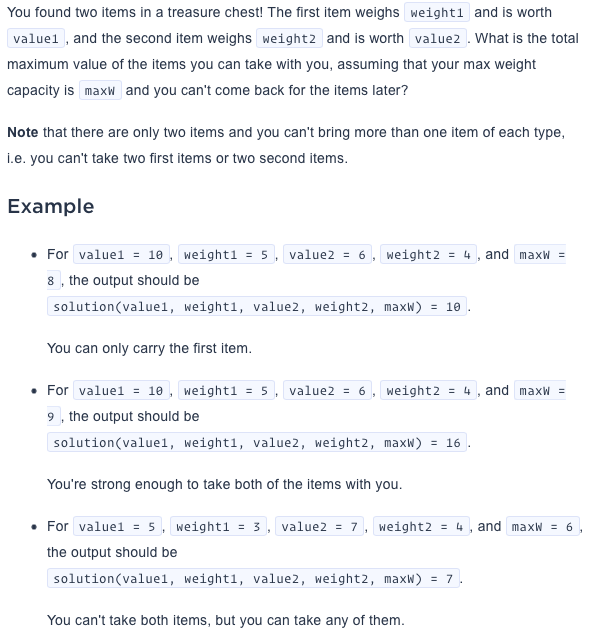 You found two items in a treasure chest! The first item weighs weight1 and is worth
value1, and the second item weighs weight2 and is worth value2. What is the total
maximum value of the items you can take with you, assuming that your max weight
capacity is maxW and you can't come back for the items later?
Note that there are only two items and you can't bring more than one item of each type,
i.e. you can't take two first items or two second items.
Example
• For value1 = 10, weight1 = 5, value2 = 6, weight2 = 4, and maxW =
8, the output should be
solution(value1, weight1, value2, weight2, maxW) = 10.
You can only carry the first item.
• For value1 = 10, weight1 = 5, value2 = 6, weight2 = 4, and maxW =
9, the output should be
solution(value1, weight1, value2, weight2, maxW) = 16.
You're strong enough to take both of the items with you.
• For value1 = 5, weight1 = 3, value2 = 7, weight2 = 4, and maxW = 6,
the output should be
solution(value1, weight1, value2, weight2, maxW) = 7.
You can't take both items, but you can take any of them.